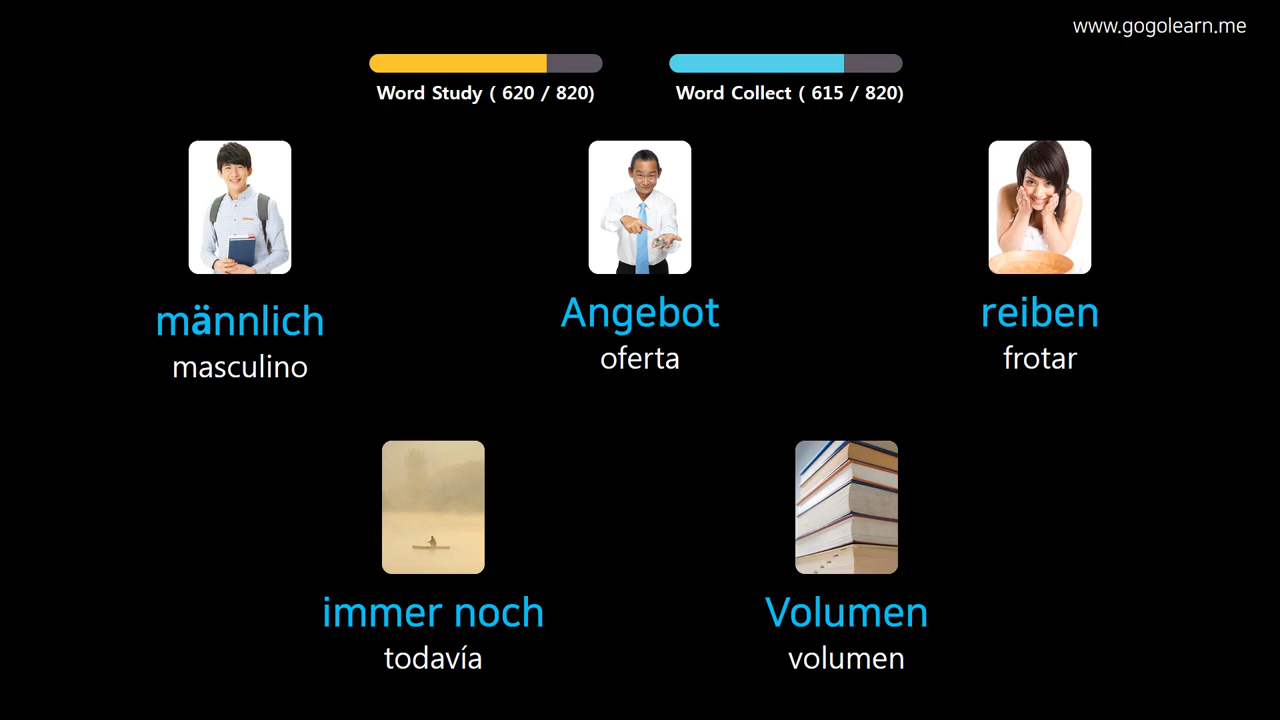 www.gogolearn.me
Word Study ( 620 / 820)
Word Collect ( 615 / 820)
männlich
masculino
Angebot
oferta
reiben
frotar
immer noch
todavía
Volumen
volumen